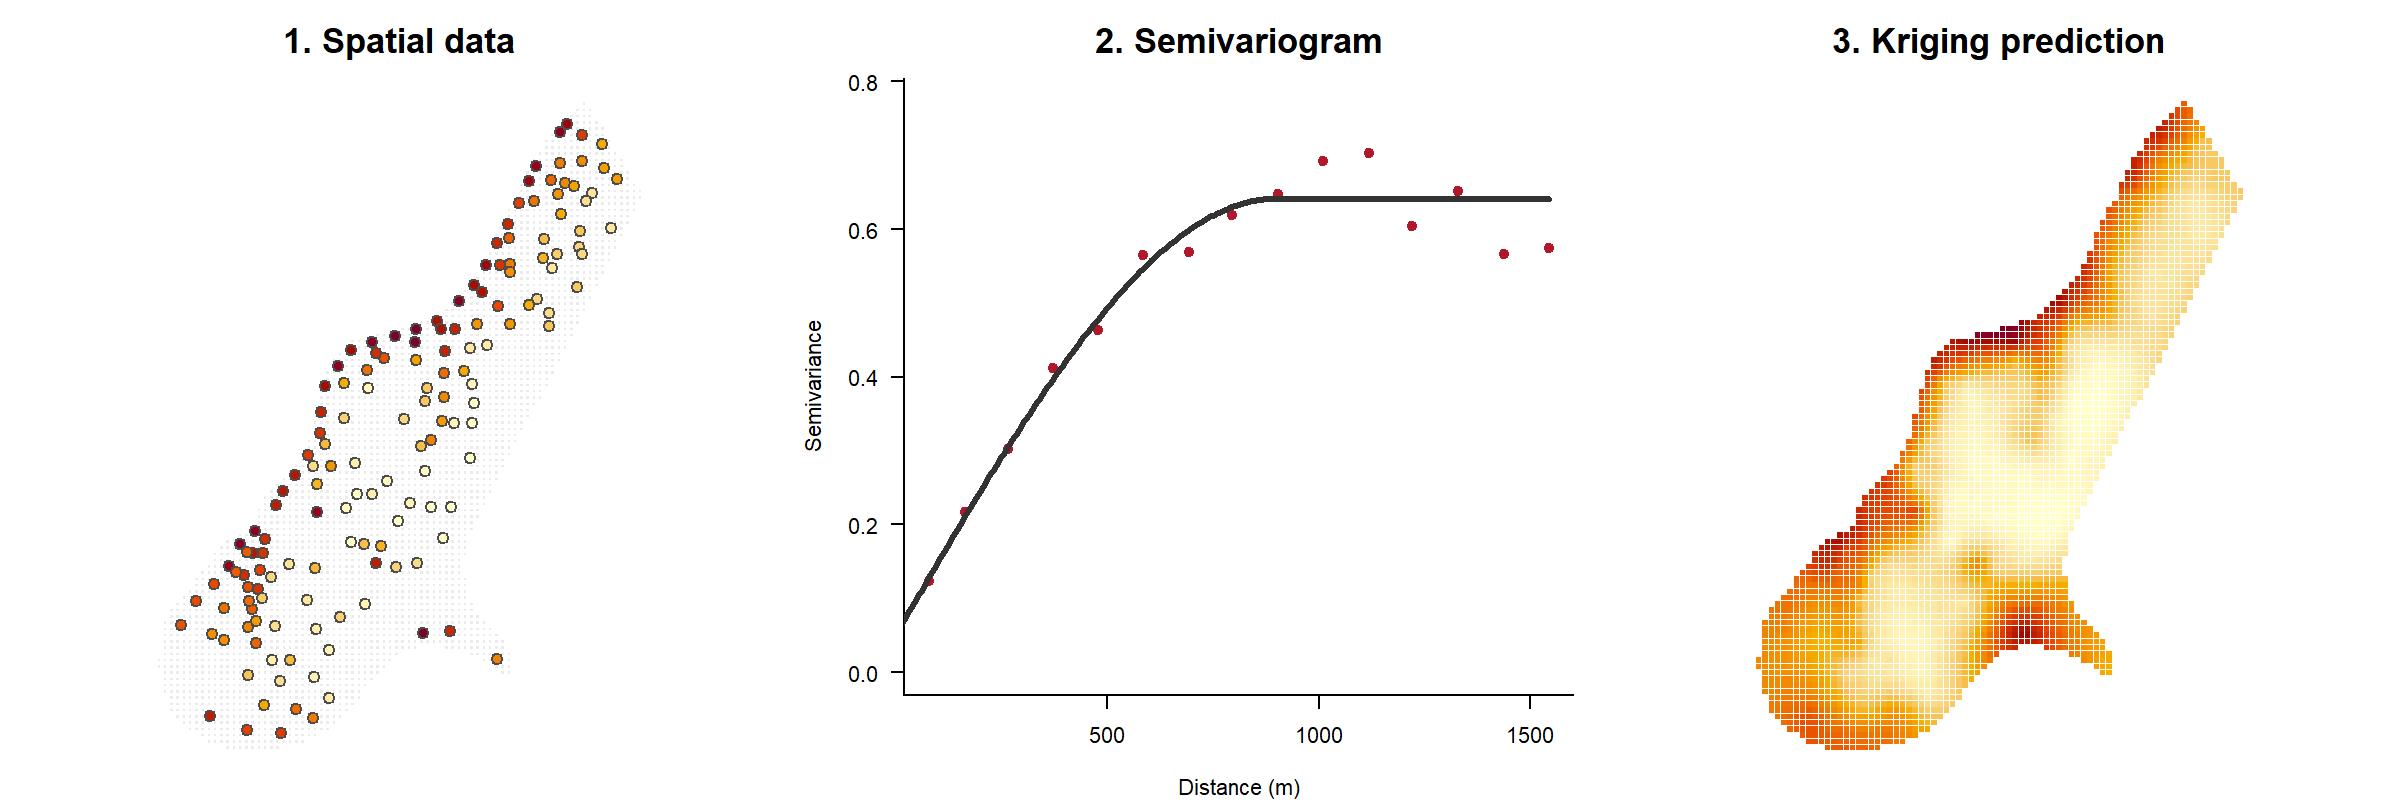 1. Spatial data
2. Semivariogram
3. Kriging prediction
0.8
0.6
0.4
0.2
0.0
Semivariance
500 1000 1500
Distance (m)